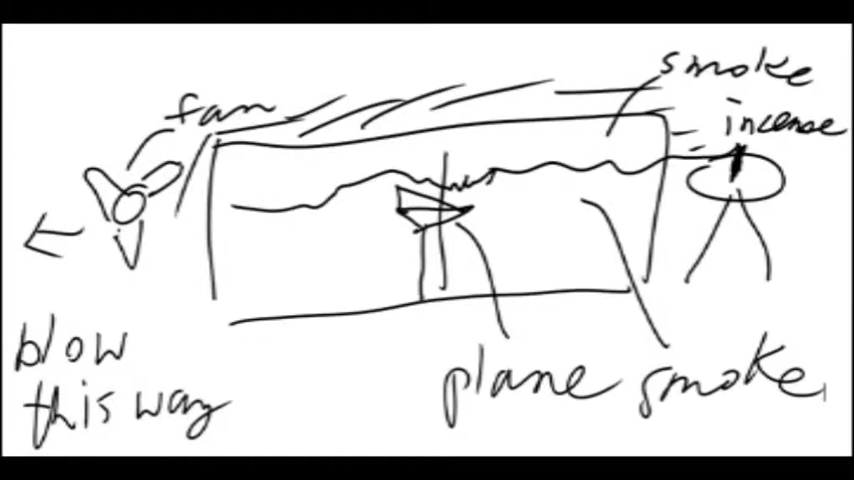 smoke
fan
incense
blow
this way
plane
smoke